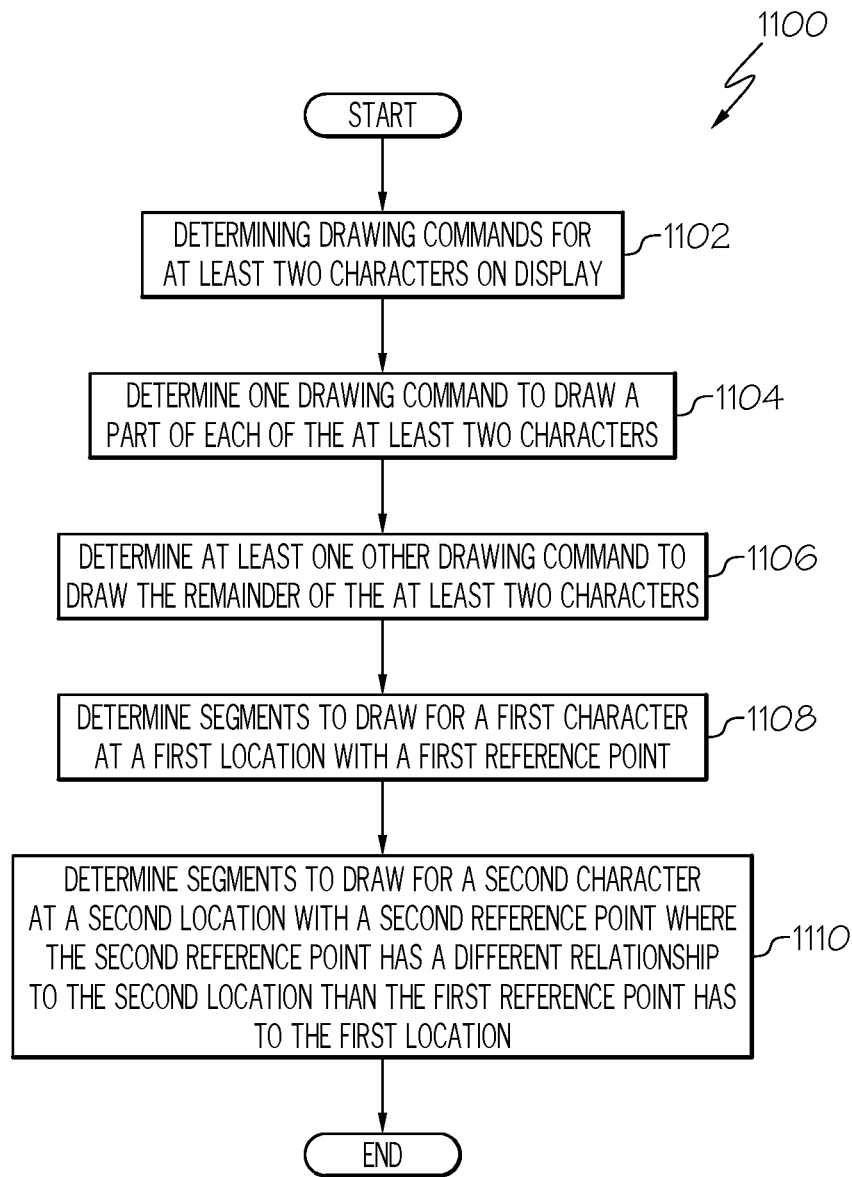 1100
START
DETERMINING DRAWING COMMANDS FOR
AT LEAST TWO CHARACTERS ON DISPLAY
1102
DETERMINE ONE DRAWING COMMAND TO DRAW A
PART OF EACH OF THE AT LEAST TWO CHARACTERS
1104
DETERMINE AT LEAST ONE OTHER DRAWING COMMAND TO
DRAW THE REMAINDER OF THE AT LEAST TWO CHARACTERS
1106
DETERMINE SEGMENTS TO DRAW FOR A FIRST CHARACTER
AT A FIRST LOCATION WITH A FIRST REFERENCE POINT
1108
DETERMINE SEGMENTS TO DRAW FOR A SECOND CHARACTER
AT A SECOND LOCATION WITH A SECOND REFERENCE POINT WHERE
THE SECOND REFERENCE POINT HAS A DIFFERENT RELATIONSHIP
TO THE SECOND LOCATION THAN THE FIRST REFERENCE POINT HAS
TO THE FIRST LOCATION
1110
END